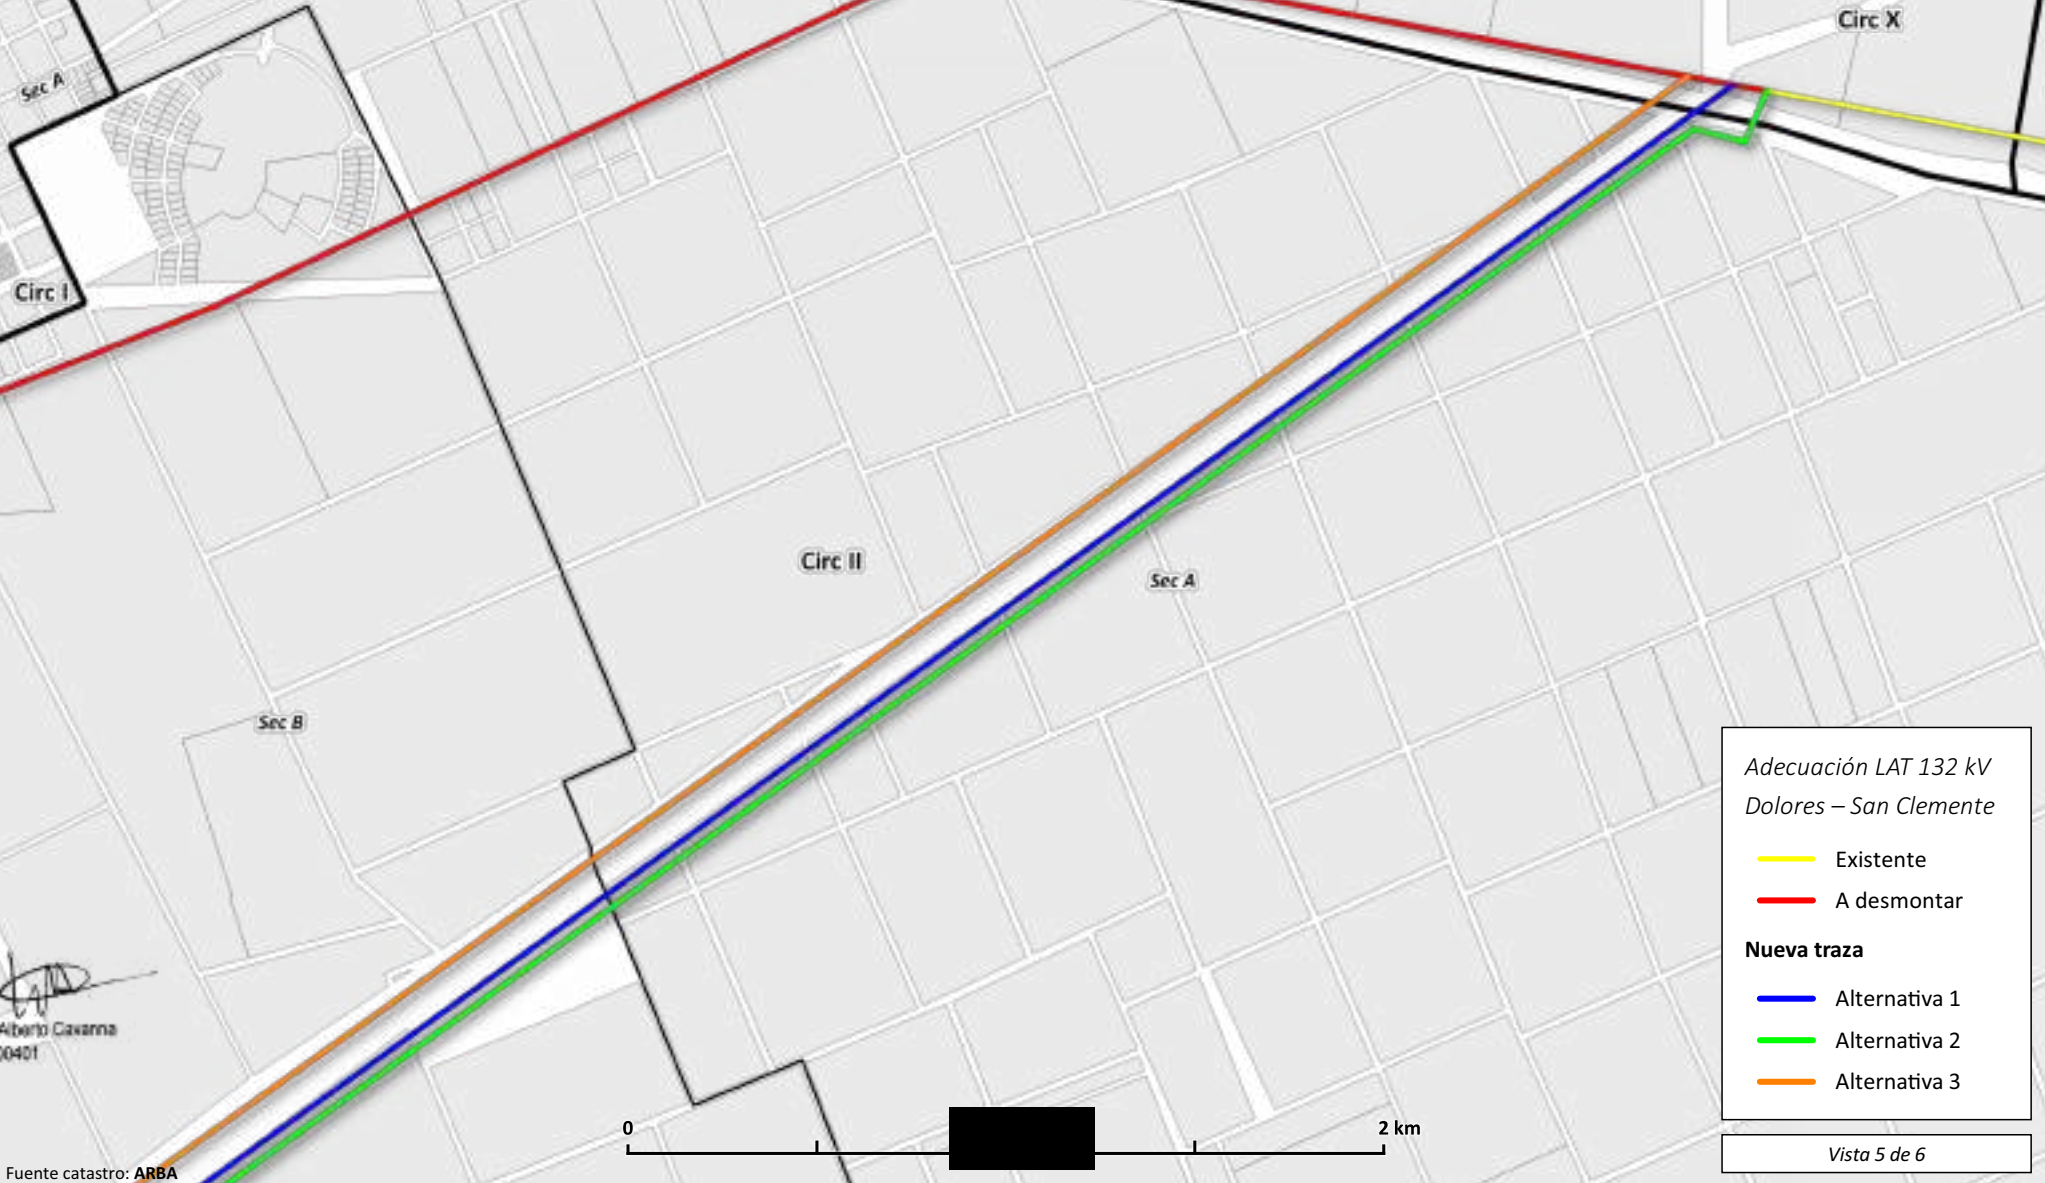 Circ X
Sec A
Circ I
Circ II
Sec A
Sec B
Adecuación LAT 132 kV
Dolores – San Clemente
Existente
A desmontar
Nueva traza
Alternativa 1
Alternativa 2
Alternativa 3
Alberto Cavanna
00401
0
2 km
Vista 5 de 6
Fuente catastro: ARBA